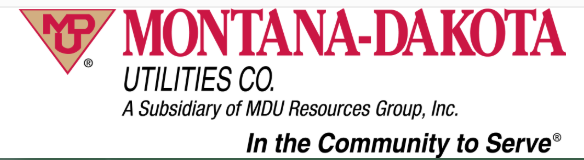 MDU
®
MONTANA-DAKOTA
UTILITIES CO.
A Subsidiary of MDU Resources Group, Inc.
In the Community to Serve®